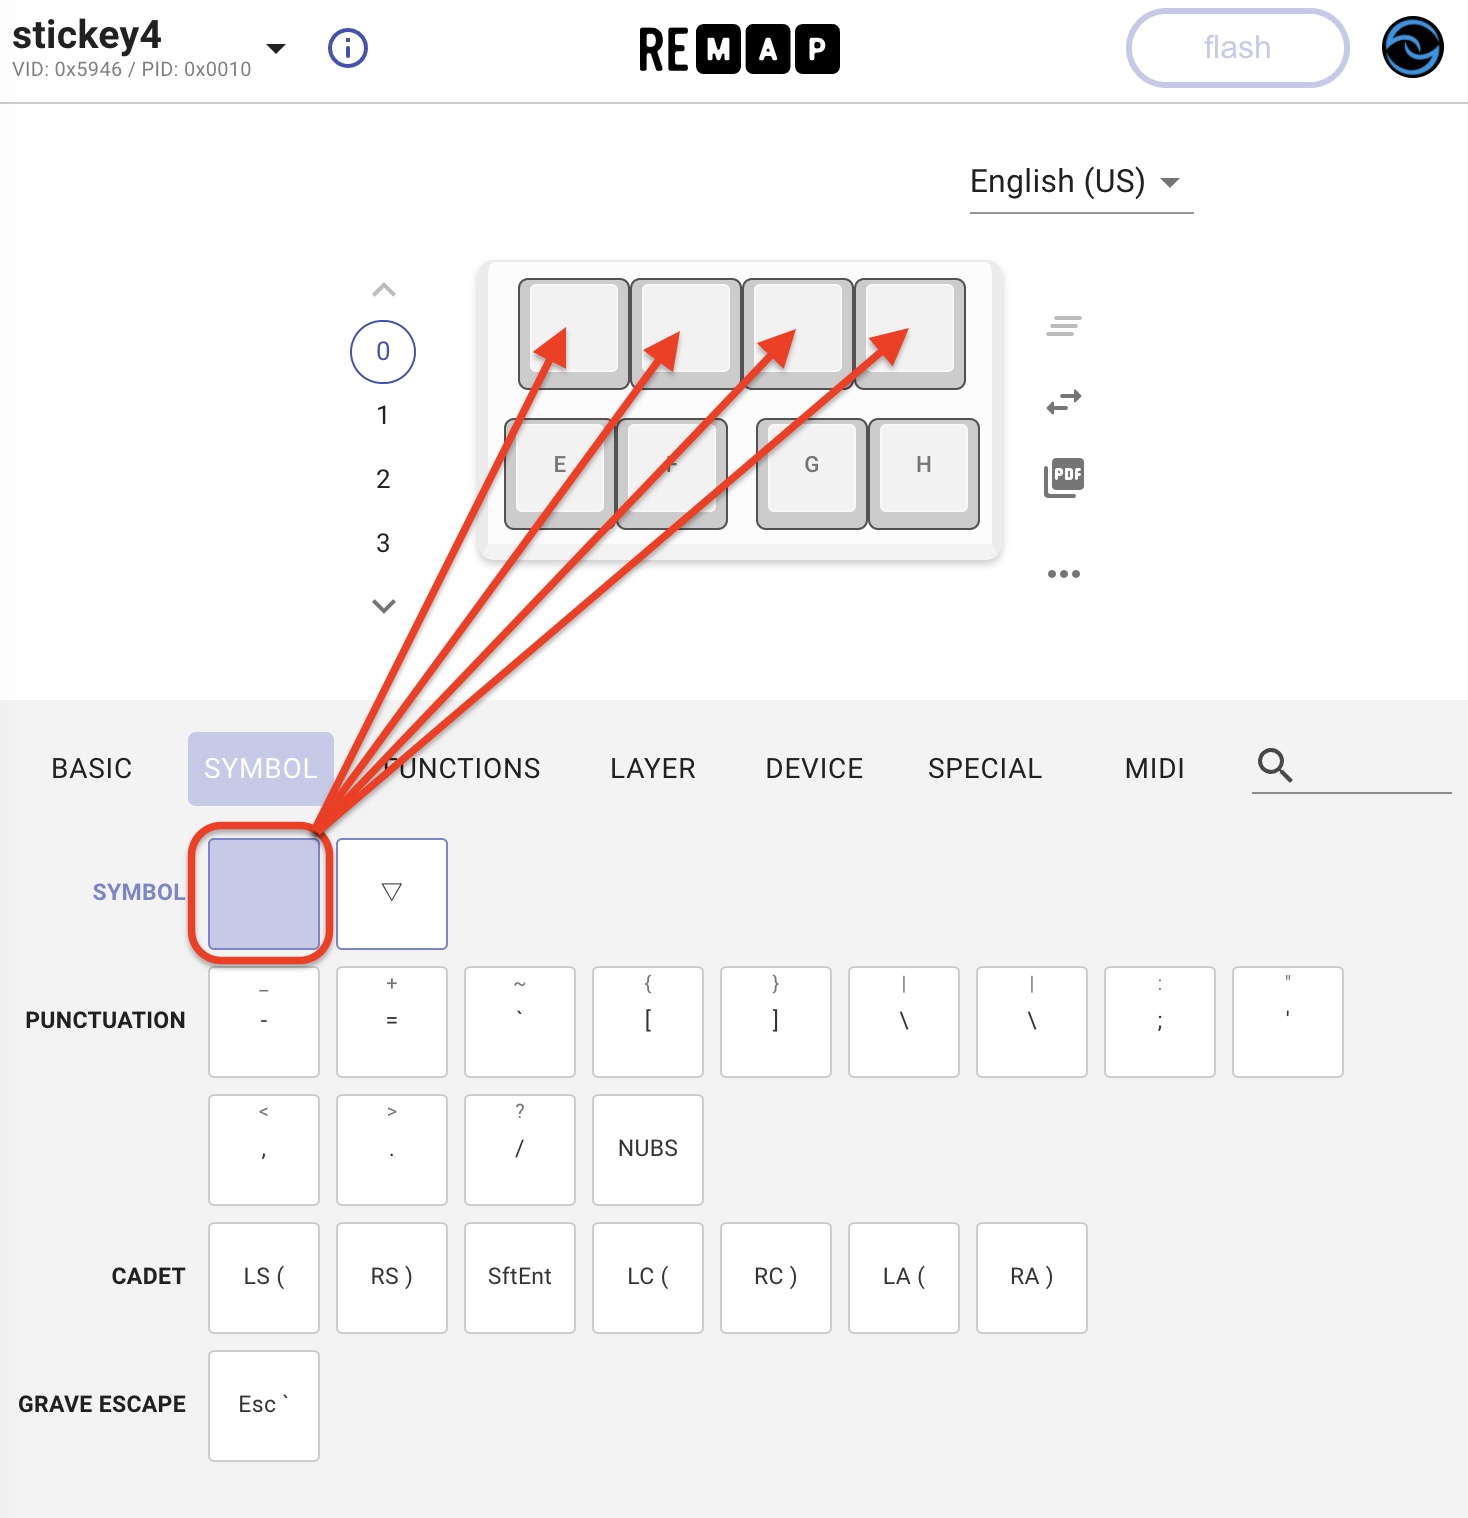 stickey4
VID: 0x5946 / PID: 0x0010
REMAP
flash
English (US)
0
1
2
3
E F G H
PDF
BASIC SYMBOL FUNCTIONS LAYER DEVICE SPECIAL MIDI
SYMBOL ▽
_ + ~ { } | | : "
PUNCTUATION - = ` [ ] \ \ ; '
< > ?
, . / NUBS
CADET LS ( RS ) SftEnt LC ( RC ) LA ( RA )
GRAVE ESCAPE Esc `